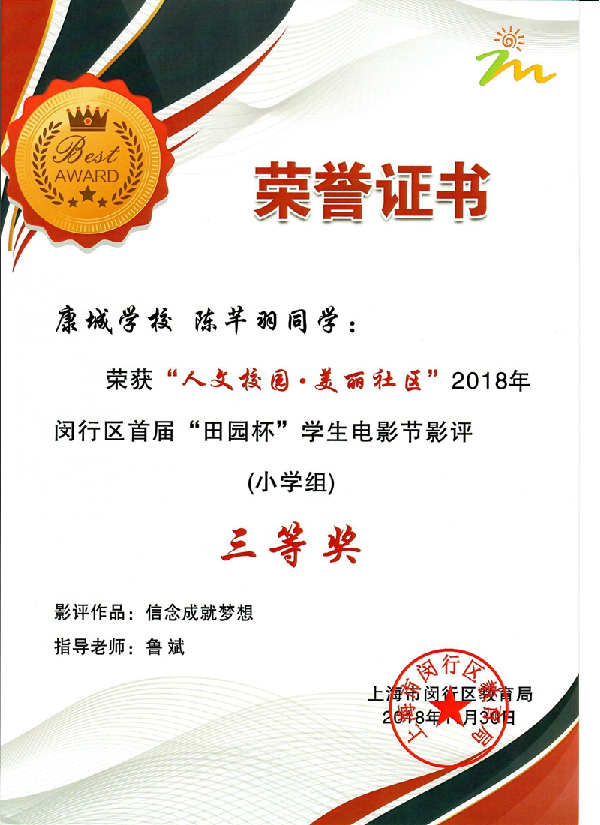 Best
AWARD
荣誉证书
康城学校 陈芊羽同学：
荣获“人文校园·美丽社区”2018年
闵行区首届“田园杯”学生电影节影评
(小学组)
三等奖
影评作品：信念成就梦想
指导老师：鲁斌
上海市闵行区教育局
2018年11月30日
上海市闵行区教育局